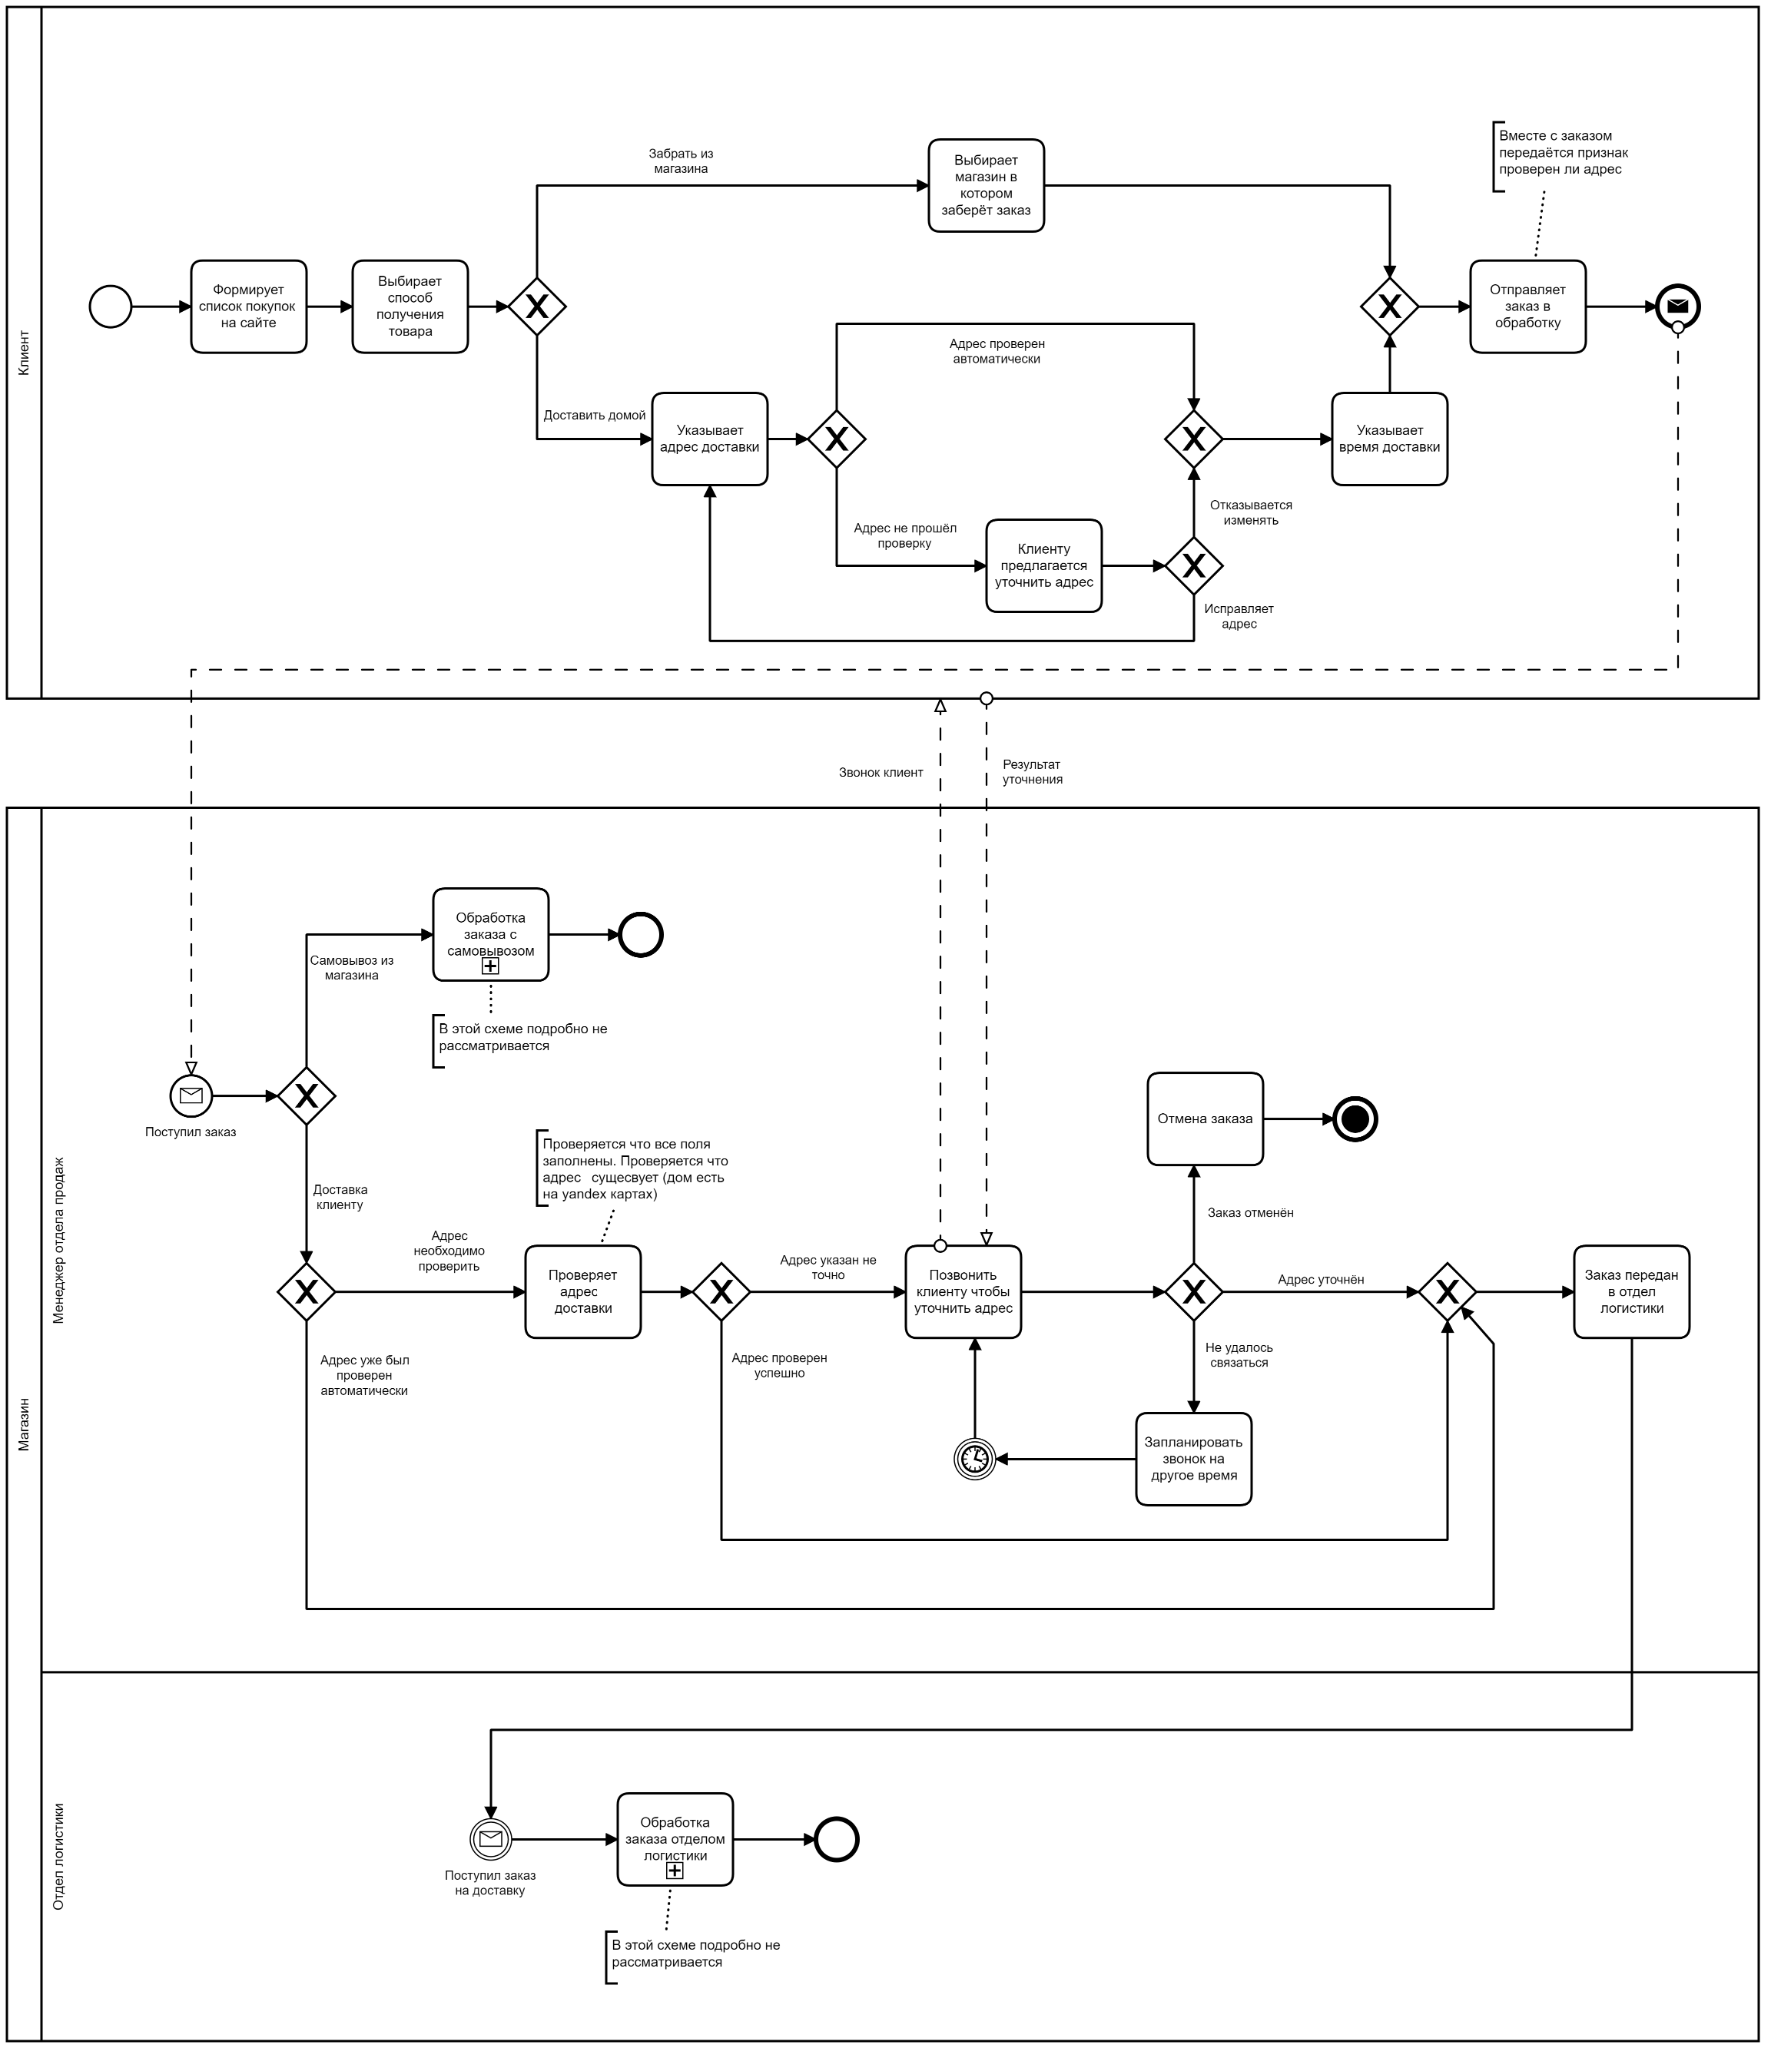 Клиент
Забрать из
магазина
Выбирает
магазин в
котором
заберёт заказ
Вместе с заказом
передаётся признак
проверен ли адрес
Формирует
список покупок
на сайте
Выбирает
способ
получения
товара
X
X
Отправляет
заказ в
обработку
Адрес проверен
автоматически
Доставить домой
Указывает
адрес доставки
X
X
Указывает
время доставки
Адрес не прошёл
проверку
Клиенту
предлагается
уточнить адрес
Отказывается
изменять
X
Исправляет
адрес
Звонок клиент
Результат
уточнения
Магазин
Менеджер отдела продаж
Обработка
заказа с
самовывозом
Самовывоз из
магазина
В этой схеме подробно не
рассматривается
X
Поступил заказ
Отмена заказа
Проверяется что все поля
заполнены. Проверяется что
адрес   сущесвует (дом есть
на yandex картах)
Доставка
клиенту
Заказ отменён
Адрес
необходимо
проверить
X
Проверяет
адрес
доставки
X
Адрес указан не
точно
Позвонить
клиенту чтобы
уточнить адрес
X
Адрес уточнён
X
Заказ передан
в отдел
логистики
Адрес уже был
проверен
автоматически
Адрес проверен
успешно
Не удалось
связаться
Запланировать
звонок на
другое время
Отдел логистики
Поступил заказ
на доставку
Обработка
заказа отделом
логистики
В этой схеме подробно не
рассматривается